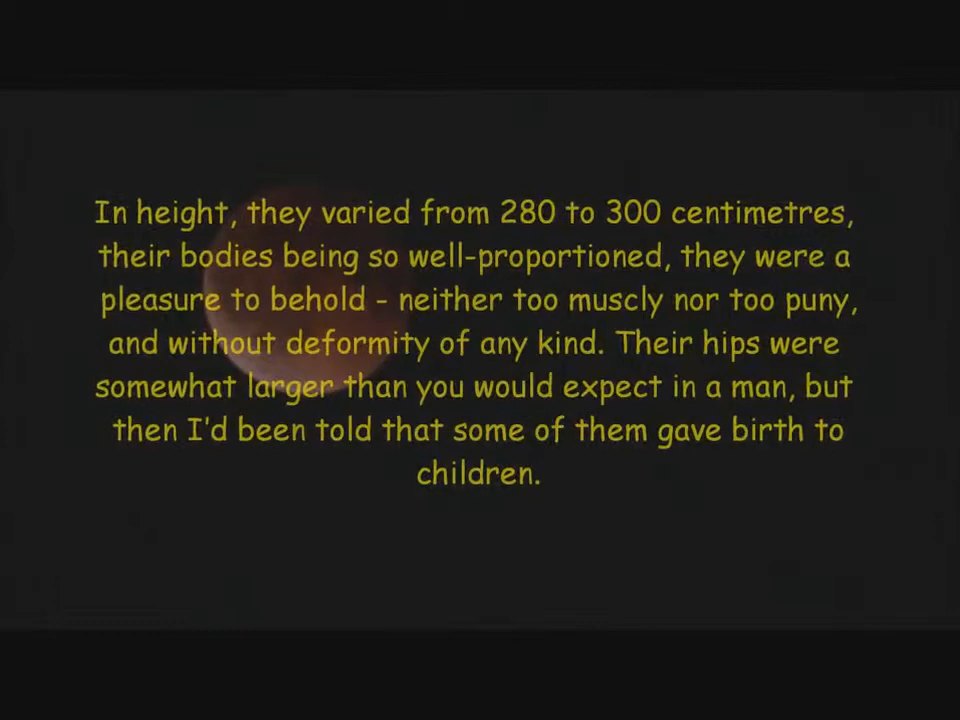 In height, they varied from 280 to 300 centimetres,
their bodies being so well-proportioned, they were a
pleasure to behold - neither too muscly nor too puny,
and without deformity of any kind. Their hips were
somewhat larger than you would expect in a man, but
then I'd been told that some of them gave birth to
children.